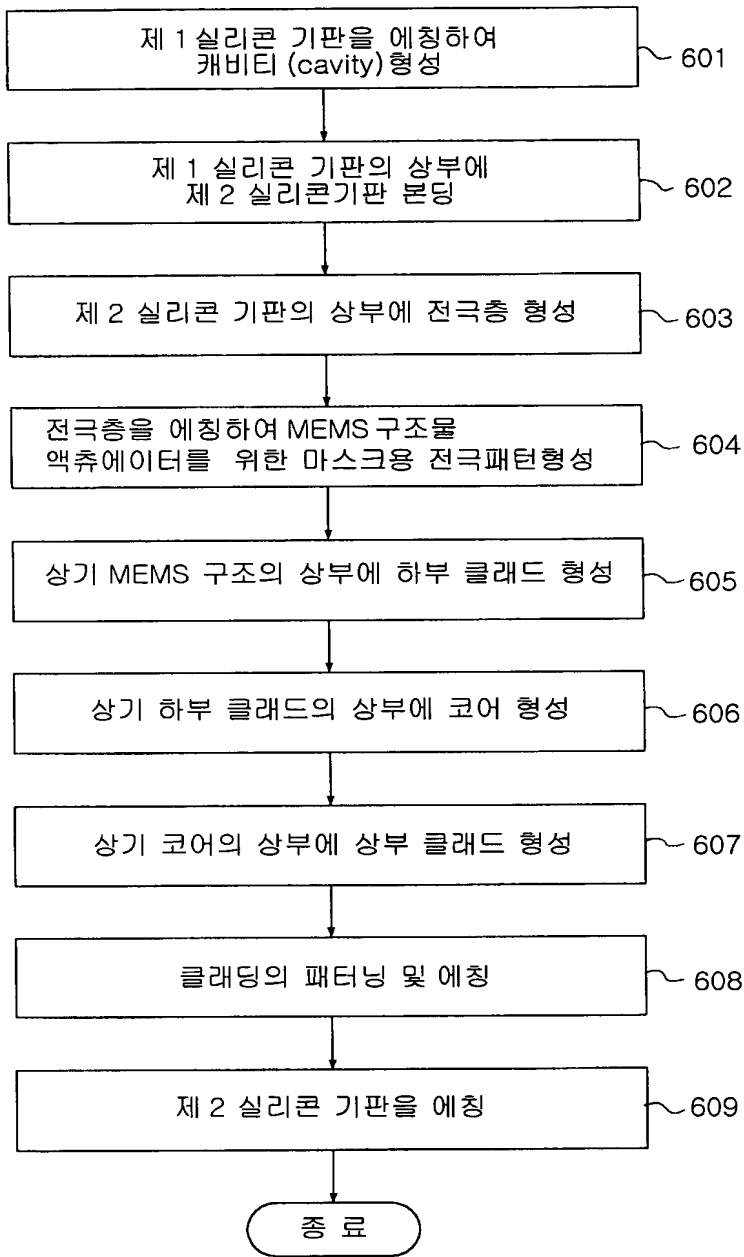 제 1 실리콘 기판을 에칭하여
캐비티 (cavity)형성
601
제 1 실리콘 기판의 상부에
제 2 실리콘기판 본딩
602
제 2 실리콘 기판의 상부에 전극층 형성
603
전극층을 에칭하여 MEMS 구조물
액츄에이터를 위한 마스크용 전극패턴형성
604
상기 MEMS 구조의 상부에 하부 클래드 형성
605
상기 하부 클래드의 상부에 코어 형성
606
상기 코어의 상부에 상부 클래드 형성
607
클래딩의 패터닝 및 에칭
608
제 2 실리콘 기판을 에칭
609
종 료